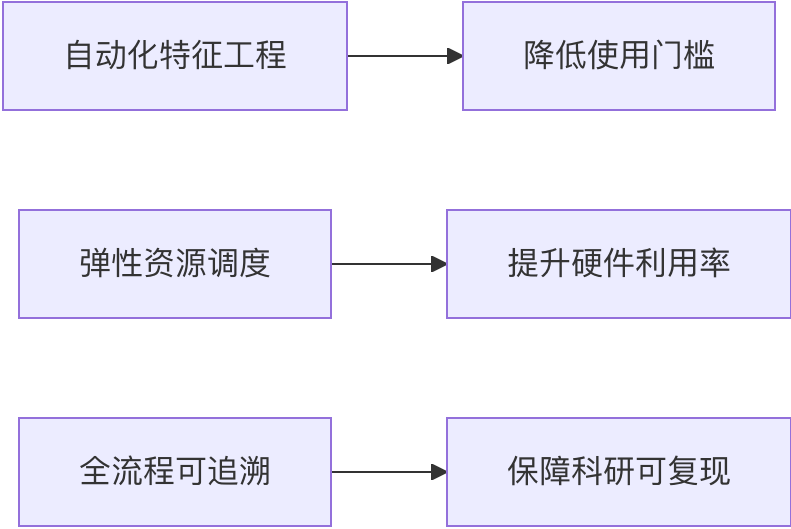 自动化特征工程
降低使用门槛
弹性资源调度
提升硬件利用率
全流程可追溯
保障科研可复现